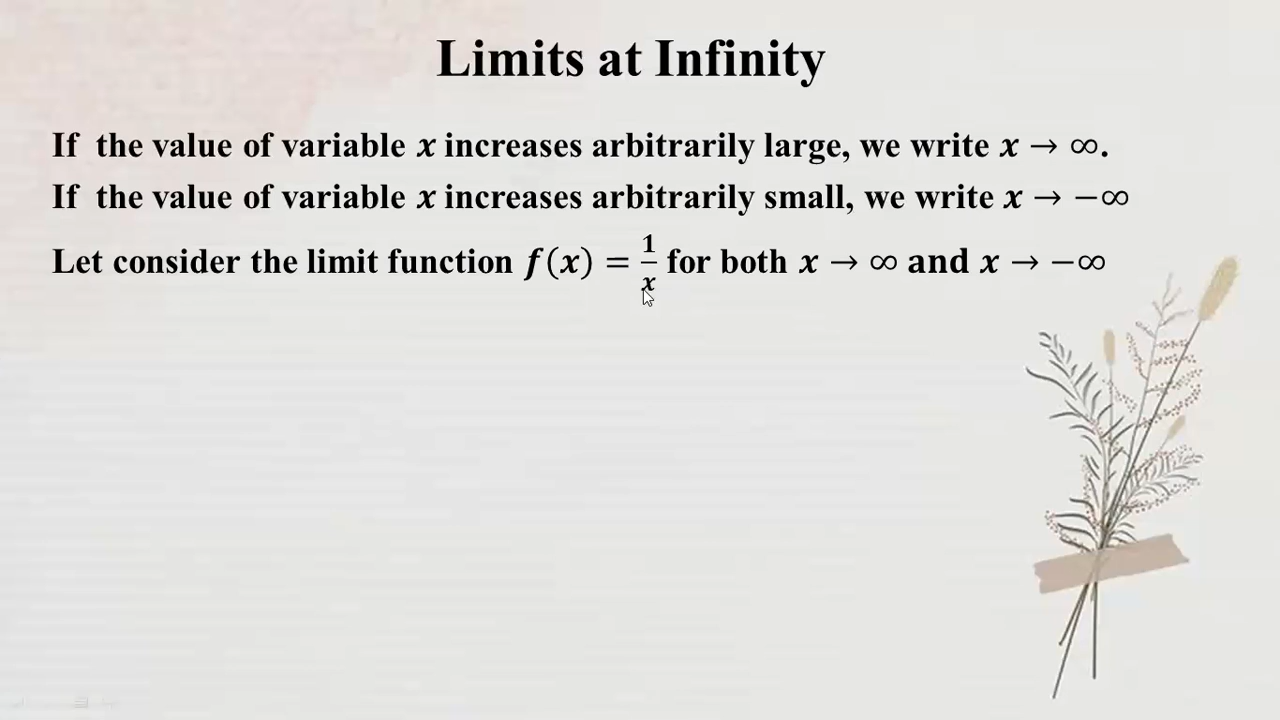 Limits at Infinity
If the value of variable x increases arbitrarily large, we write x → ∞.
If the value of variable x increases arbitrarily small, we write x → −∞
Let consider the limit function f(x) = 1/x for both x → ∞ and x → −∞